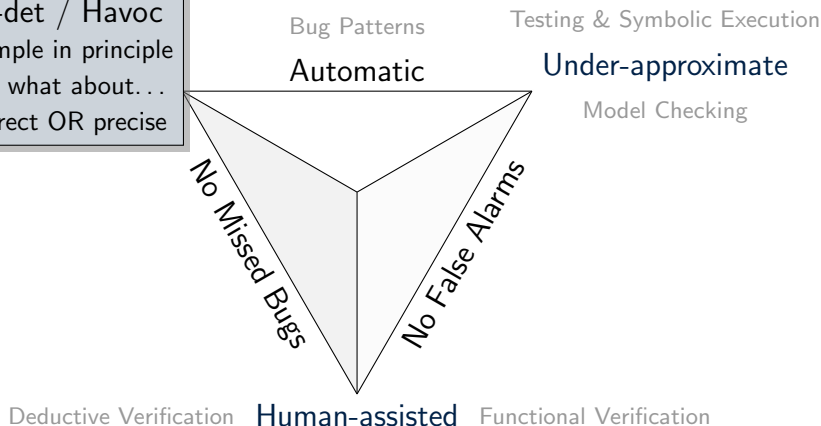 -det / Havoc
mple in principle
what about...
rect OR precise
Bug Patterns
Automatic
Testing & Symbolic Execution
Under-approximate
Model Checking
No Missed Bugs
No False Alarms
Deductive Verification Human-assisted Functional Verification